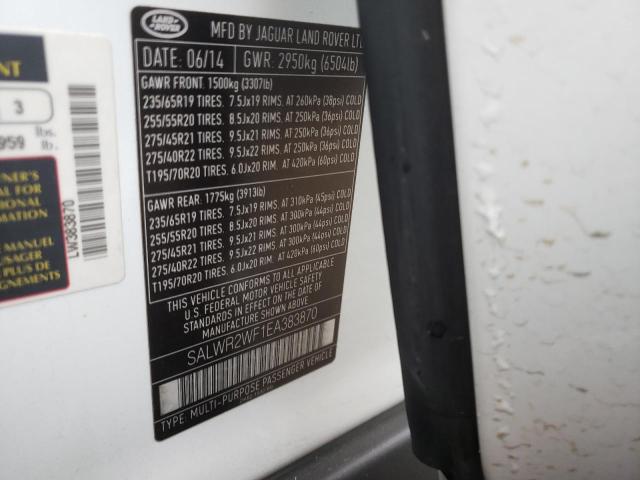 LAND ROVER
MFD BY JAGUAR LAND ROVER LTD
DATE: 06/14 GWR: 2950kg (6504lb)
GAWR FRONT: 1500kg (3307lb)
235/65R19 TIRES. 7.5Jx19 RIMS. AT 260kPa (38psi) COLD
255/55R20 TIRES. 8.5Jx20 RIMS. AT 250kPa (36psi) COLD
275/45R21 TIRES. 9.5Jx21 RIMS. AT 250kPa (36psi) COLD
275/40R22 TIRES. 9.5Jx22 RIMS. AT 250kPa (36psi) COLD
T195/70R20 TIRES. 6.0Jx20 RIM. AT 420kPa (60psi) COLD
GAWR REAR: 1775kg (3913lb)
235/65R19 TIRES. 7.5Jx19 RIMS. AT 310kPa (45psi) COLD
255/55R20 TIRES. 8.5Jx20 RIMS. AT 300kPa (44psi) COLD
275/45R21 TIRES. 9.5Jx21 RIMS. AT 300kPa (44psi) COLD
275/40R22 TIRES. 9.5Jx22 RIMS. AT 300kPa (44psi) COLD
T195/70R20 TIRES. 6.0Jx20 RIM. AT 420kPa (60psi) COLD
THIS VEHICLE CONFORMS TO ALL APPLICABLE
U.S. FEDERAL MOTOR VEHICLE SAFETY
STANDARDS IN EFFECT ON THE DATE OF
MANUFACTURE SHOWN ABOVE
SALWR2WF1EA383870
TYPE: MULTI-PURPOSE PASSENGER VEHICLE
3
959
lbs.
lb.
MANUEL
LW383870